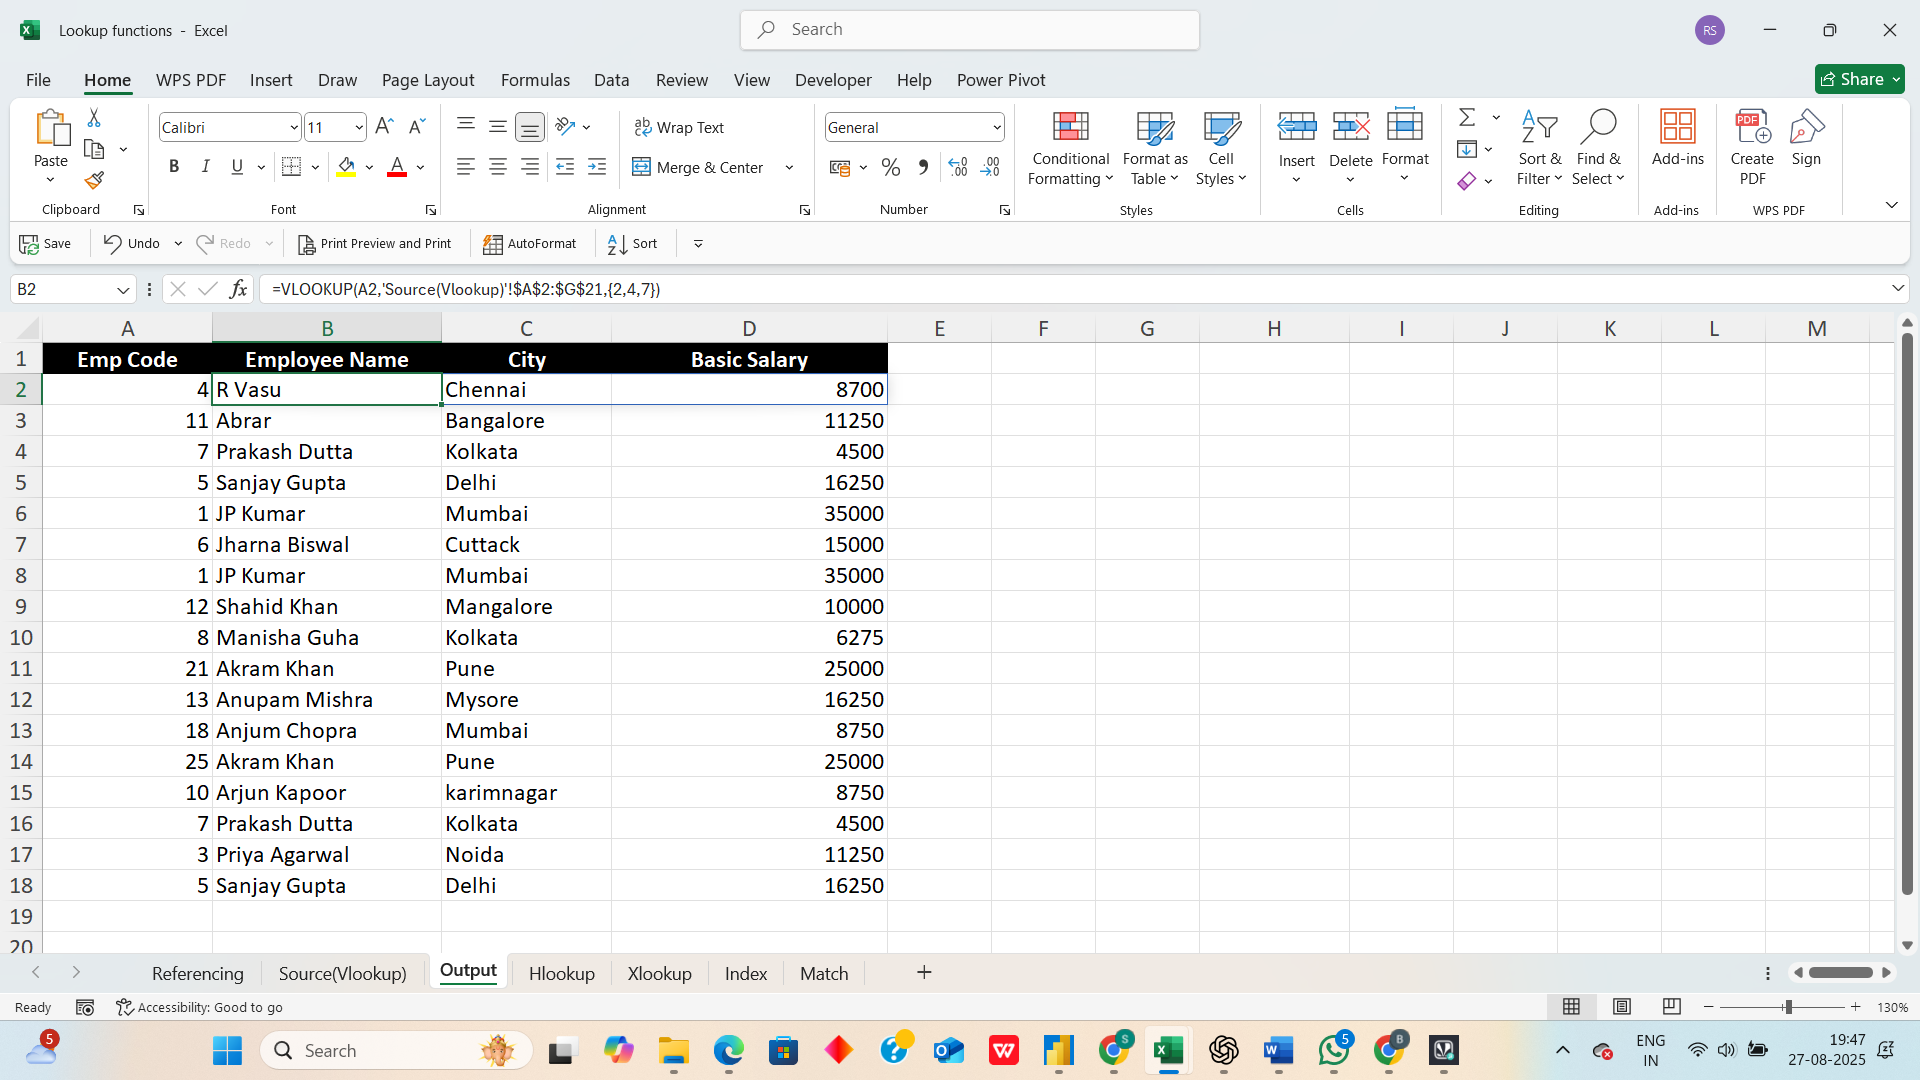 Lookup functions - Excel
Search
RS
File Home WPS PDF Insert Draw Page Layout Formulas Data Review View Developer Help Power Pivot
Share
Paste
Clipboard
Calibri 11
B I U
Font
Wrap Text
Merge & Center
Alignment
General
Number
Conditional Formatting
Format as Table
Cell Styles
Styles
Insert
Delete
Format
Cells
Sort & Filter
Find & Select
Editing
Add-ins
Add-ins
Create PDF
Sign
WPS PDF
Save Undo Redo Print Preview and Print AutoFormat Sort
B2 fx =VLOOKUP(A2,'Source(Vlookup)'!$A$2:$G$21,{2,4,7})
A B C D E F G H I J K L M
1 Emp Code Employee Name City Basic Salary
2 4 R Vasu Chennai 8700
3 11 Abrar Bangalore 11250
4 7 Prakash Dutta Kolkata 4500
5 5 Sanjay Gupta Delhi 16250
6 1 JP Kumar Mumbai 35000
7 6 Jharna Biswal Cuttack 15000
8 1 JP Kumar Mumbai 35000
9 12 Shahid Khan Mangalore 10000
10 8 Manisha Guha Kolkata 6275
11 21 Akram Khan Pune 25000
12 13 Anupam Mishra Mysore 16250
13 18 Anjum Chopra Mumbai 8750
14 25 Akram Khan Pune 25000
15 10 Arjun Kapoor karimnagar 8750
16 7 Prakash Dutta Kolkata 4500
17 3 Priya Agarwal Noida 11250
18 5 Sanjay Gupta Delhi 16250
19
20
Referencing Source(Vlookup) Output Hlookup Xlookup Index Match
Ready Accessibility: Good to go 130%
5 Search S 5 B ENG 19:47
IN 27-08-2025